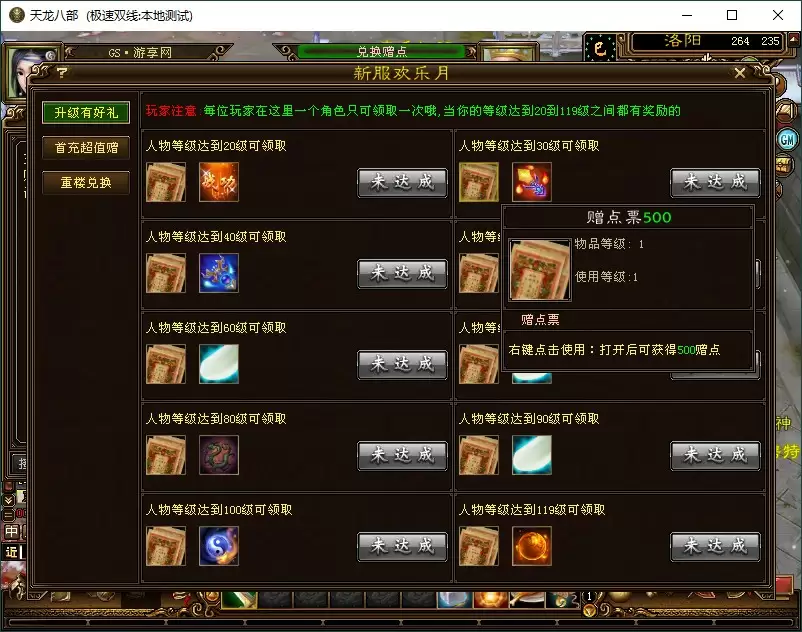 天龙八部 (极速双线:本地测试)
GS·游享网
兑换赠点
洛阳
264 235
?
新服欢乐月
升级有好礼
首充超值赠
重楼兑换
玩家注意:每位玩家在这里一个角色只可领取一次哦,当你的等级达到20到119级之间都有奖励的
GM
人物等级达到20级可领取
未达成
人物等级达到30级可领取
未达成
赠点票500
物品等级: 1
使用等级:1
赠点票
右键点击使用：打开后可获得500赠点
人物等级达到40级可领取
未达成
人物等
人物等级达到60级可领取
未达成
人物等
人物等级达到80级可领取
未达成
人物等级达到90级可领取
未达成
人物等级达到100级可领取
未达成
人物等级达到119级可领取
未达成
神
特
近
1